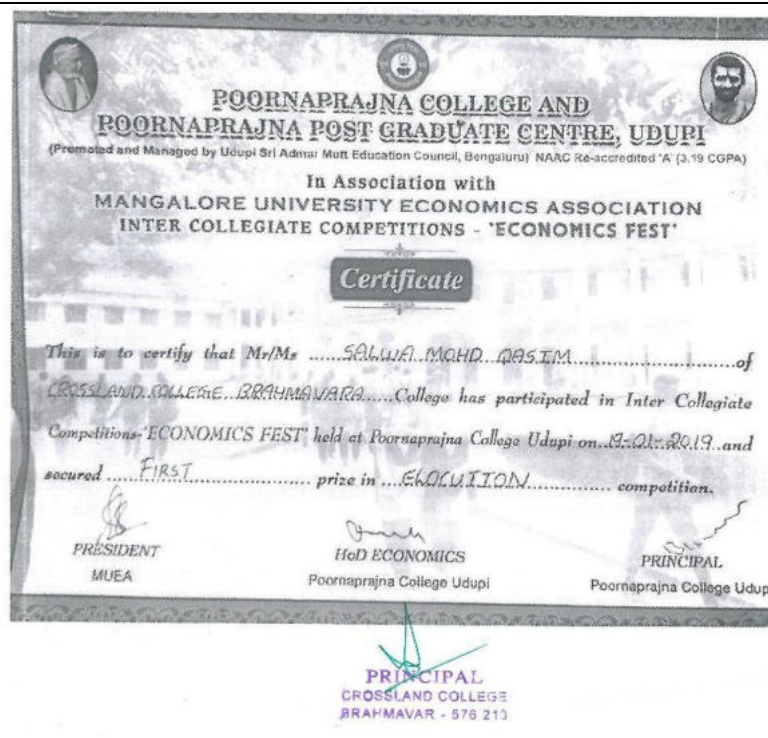 POORNAPRAJNA COLLEGE AND
POORNAPRAJNA POST GRADUATE CENTRE, UDUPI
(Promoted and Managed by Udupi Sri Admar Mutt Education Council, Bengaluru) NAAC Re-accredited 'A' (3.19 CGPA)
In Association with
MANGALORE UNIVERSITY ECONOMICS ASSOCIATION
INTER COLLEGIATE COMPETITIONS - 'ECONOMICS FEST'
Certificate
This is to certify that Mr/Ms ......SALWA MOHD QASIM..............................of
CROSSLAND COLLEGE BRAHMAVARA.....College has participated in Inter Collegiate
Competitions-'ECONOMICS FEST' held at Poornaprajna College Udupi on..19-01-2019..and
secured ......FIRST...................... prize in ...ELOCUTION............... competition.
PRESIDENT HoD ECONOMICS PRINCIPAL
MUEA Poornaprajna College Udupi Poornaprajna College Udup
PRINCIPAL
CROSSLAND COLLEGE
BRAHMAVAR - 576 213